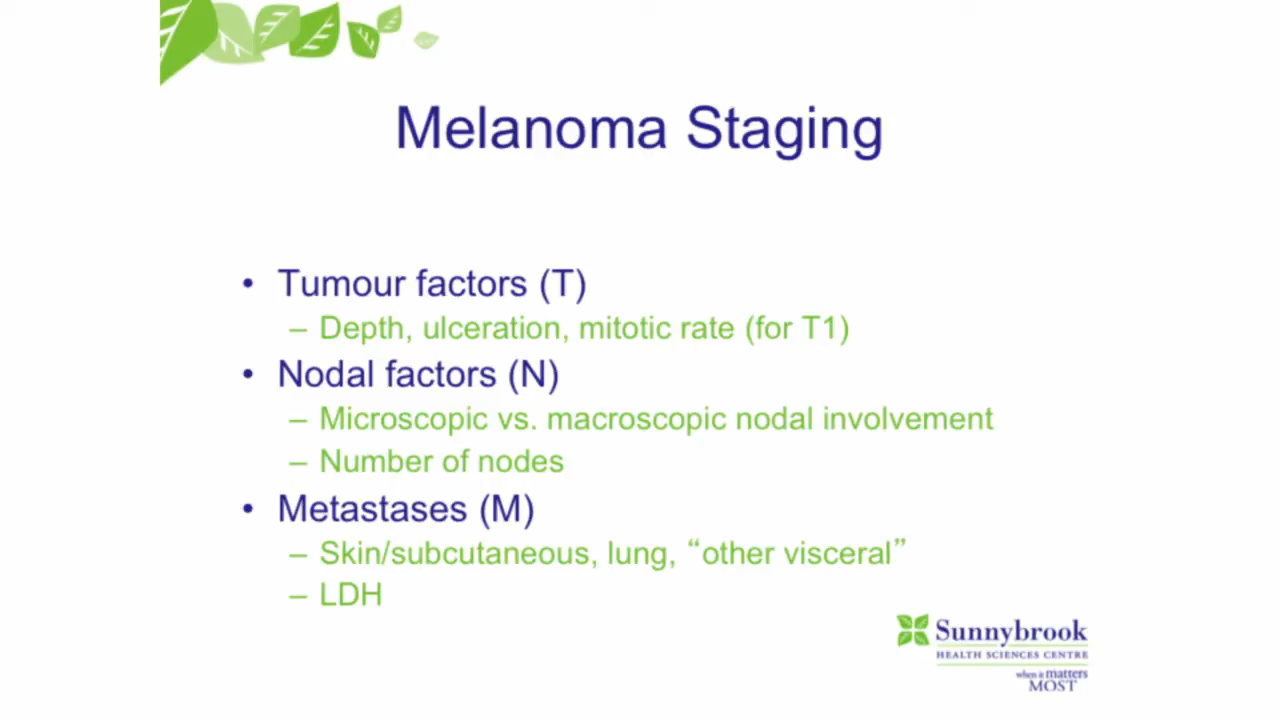 Melanoma Staging
• Tumour factors (T)
– Depth, ulceration, mitotic rate (for T1)
• Nodal factors (N)
– Microscopic vs. macroscopic nodal involvement
– Number of nodes
• Metastases (M)
– Skin/subcutaneous, lung, “other visceral”
– LDH
Sunnybrook
HEALTH SCIENCES CENTRE
when it matters
MOST